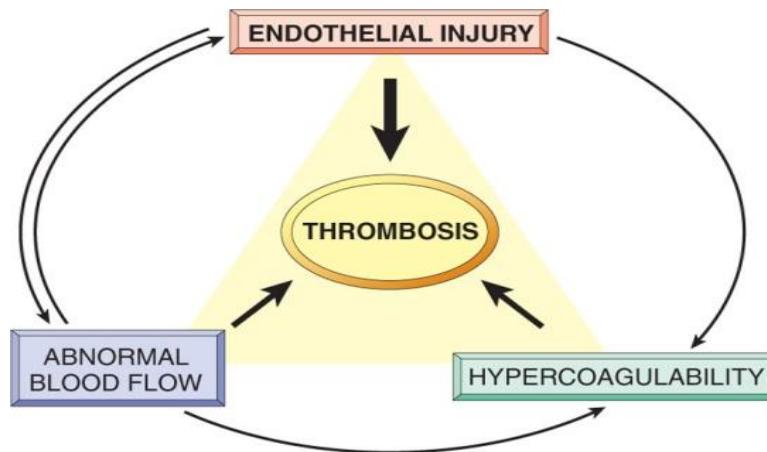 ENDOTHELIAL INJURY
THROMBOSIS
ABNORMAL
BLOOD FLOW
HYPERCOAGULABILITY